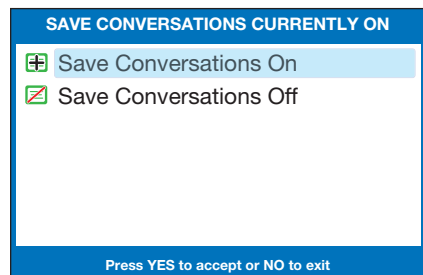 SAVE CONVERSATIONS CURRENTLY ON
Save Conversations On
Save Conversations Off
Press YES to accept or NO to exit